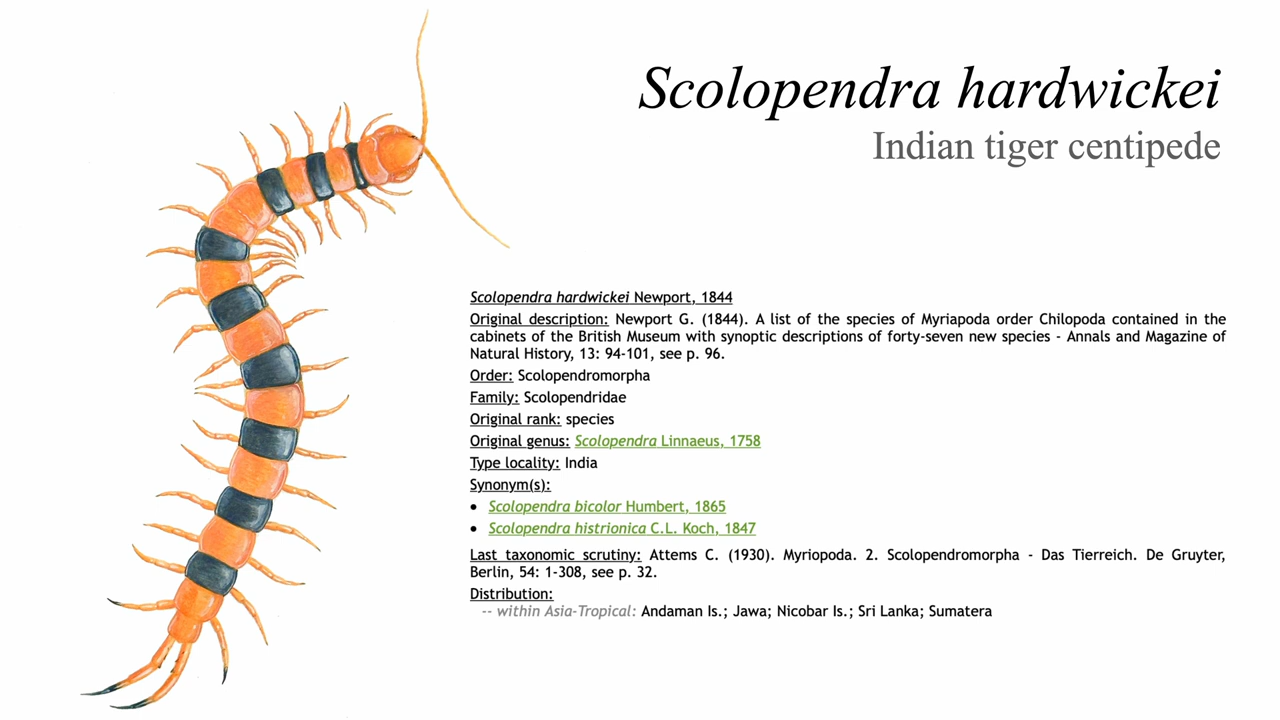 Scolopendra hardwickei
Indian tiger centipede
Scolopendra hardwickei Newport, 1844
Original description: Newport G. (1844). A list of the species of Myriapoda order Chilopoda contained in the
cabinets of the British Museum with synoptic descriptions of forty-seven new species - Annals and Magazine of
Natural History, 13: 94-101, see p. 96.
Order: Scolopendromorpha
Family: Scolopendridae
Original rank: species
Original genus: Scolopendra Linnaeus, 1758
Type locality: India
Synonym(s):
• Scolopendra bicolor Humbert, 1865
• Scolopendra histrionica C.L. Koch, 1847
Last taxonomic scrutiny: Attems C. (1930). Myriopoda. 2. Scolopendromorpha - Das Tierreich. De Gruyter,
Berlin, 54: 1-308, see p. 32.
Distribution:
-- within Asia-Tropical: Andaman Is.; Jawa; Nicobar Is.; Sri Lanka; Sumatera